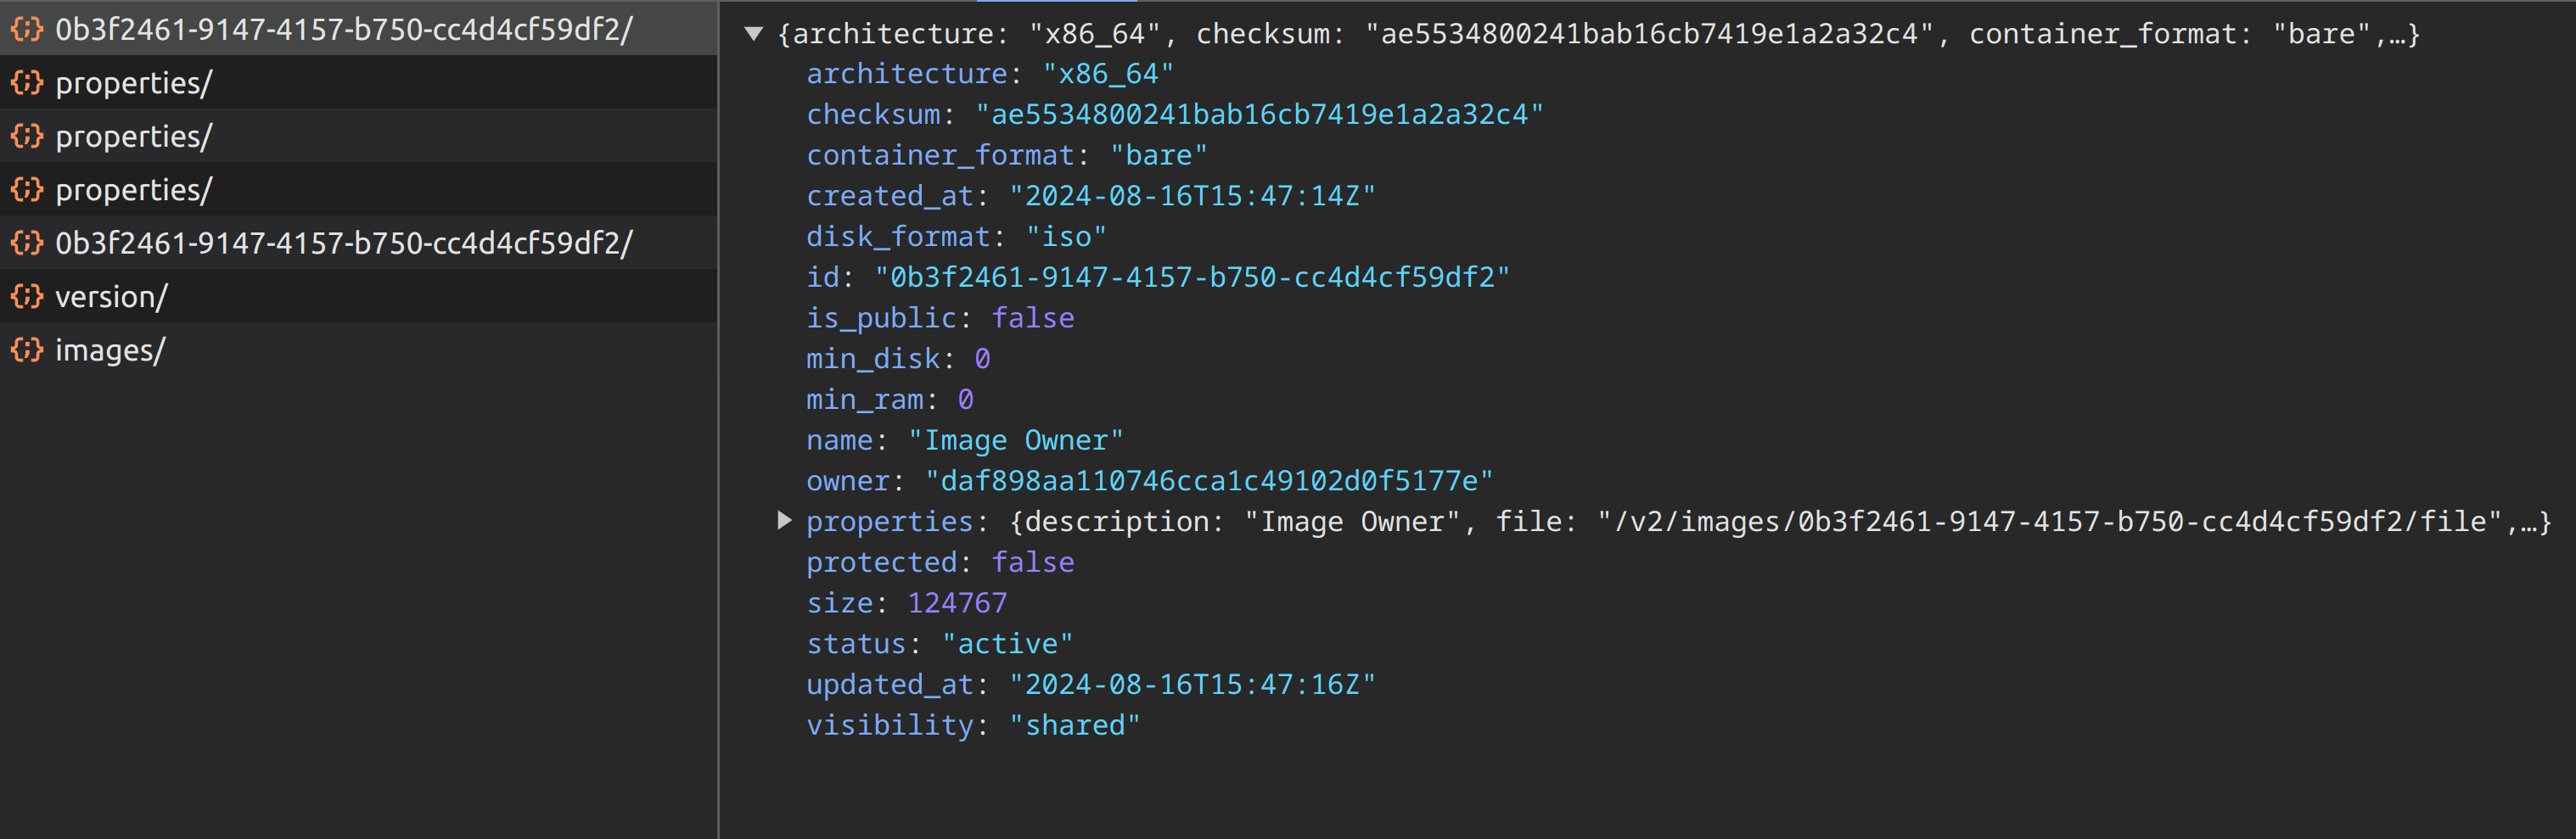 0b3f2461-9147-4157-b750-cc4d4cf59df2/
properties/
properties/
properties/
0b3f2461-9147-4157-b750-cc4d4cf59df2/
version/
images/
{architecture: "x86_64", checksum: "ae5534800241bab16cb7419e1a2a32c4", container_format: "bare",…}
architecture: "x86_64"
checksum: "ae5534800241bab16cb7419e1a2a32c4"
container_format: "bare"
created_at: "2024-08-16T15:47:14Z"
disk_format: "iso"
id: "0b3f2461-9147-4157-b750-cc4d4cf59df2"
is_public: false
min_disk: 0
min_ram: 0
name: "Image Owner"
owner: "daf898aa110746cca1c49102d0f5177e"
properties: {description: "Image Owner", file: "/v2/images/0b3f2461-9147-4157-b750-cc4d4cf59df2/file",…}
protected: false
size: 124767
status: "active"
updated_at: "2024-08-16T15:47:16Z"
visibility: "shared"